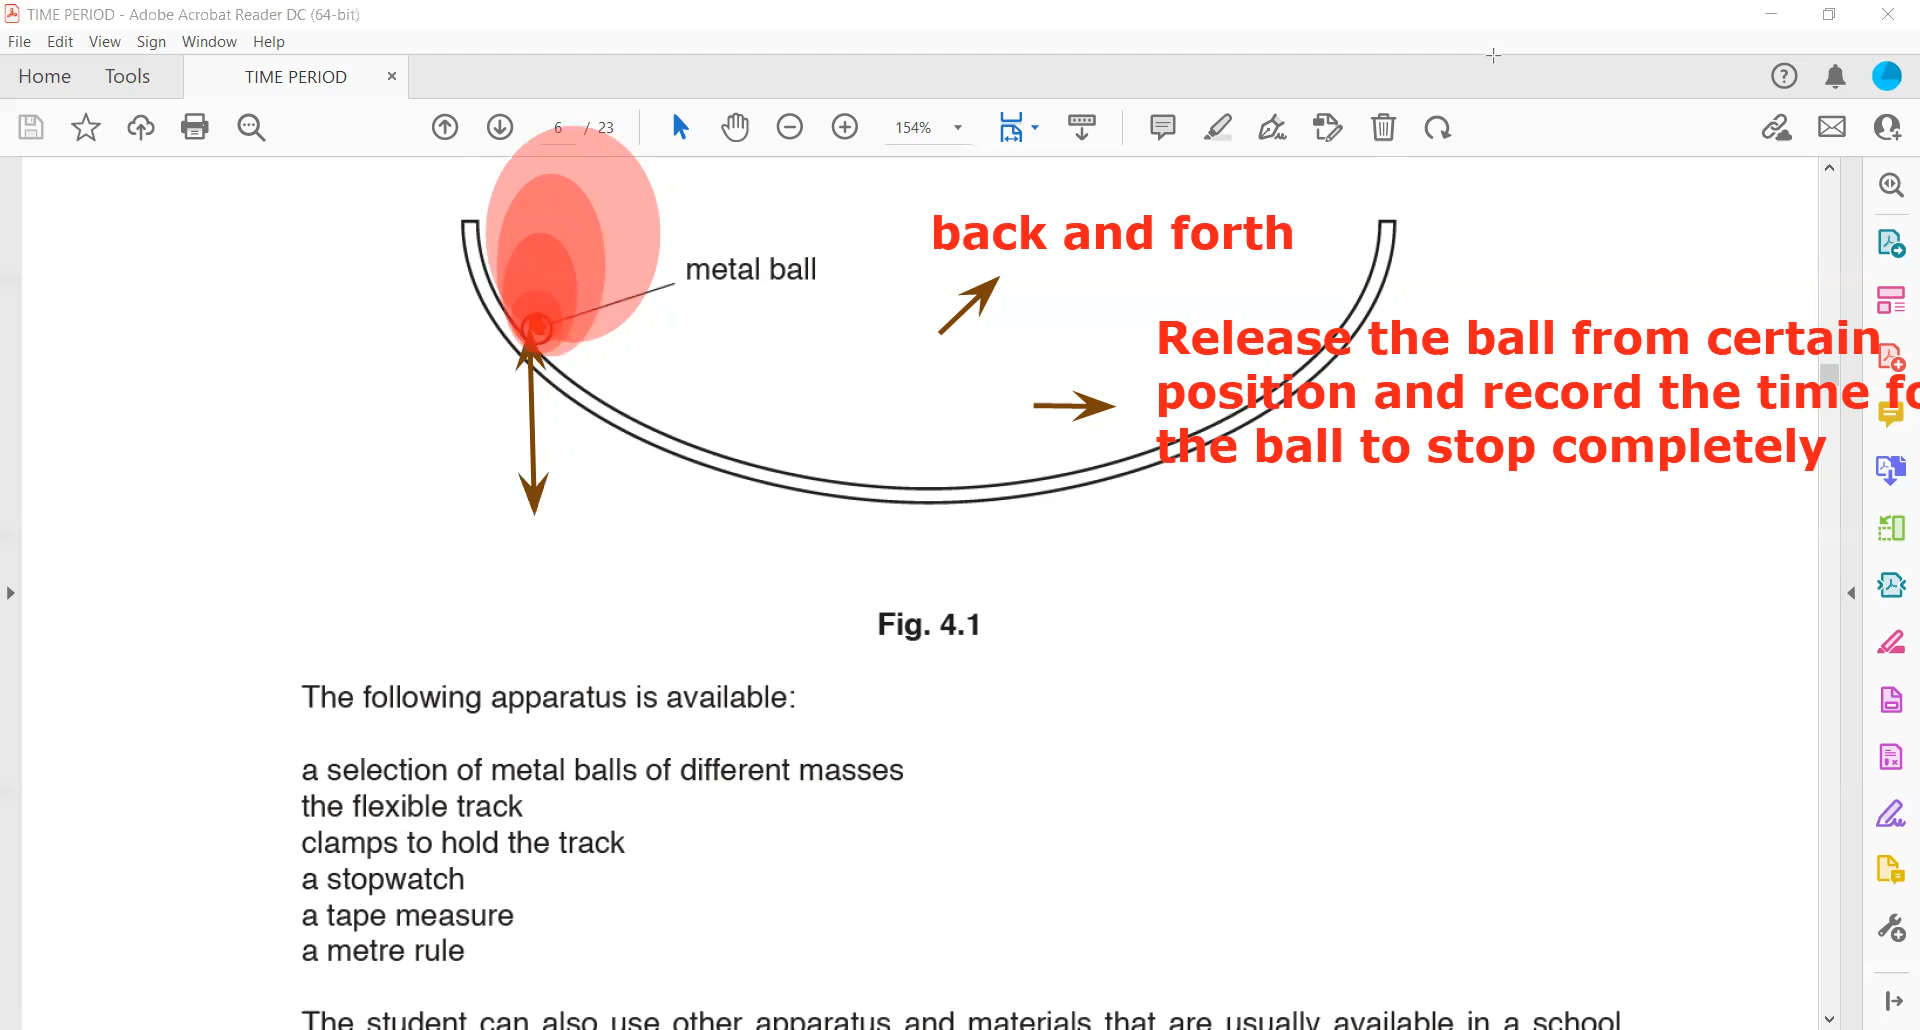 TIME PERIOD - Adobe Acrobat Reader DC (64-bit)
File Edit View Sign Window Help
Home Tools TIME PERIOD ×
6 / 23 154%
back and forth
metal ball
Release the ball from certain
position and record the time fo
the ball to stop completely
Fig. 4.1
The following apparatus is available:
a selection of metal balls of different masses
the flexible track
clamps to hold the track
a stopwatch
a tape measure
a metre rule
The student can also use other apparatus and materials that are usually available in a school